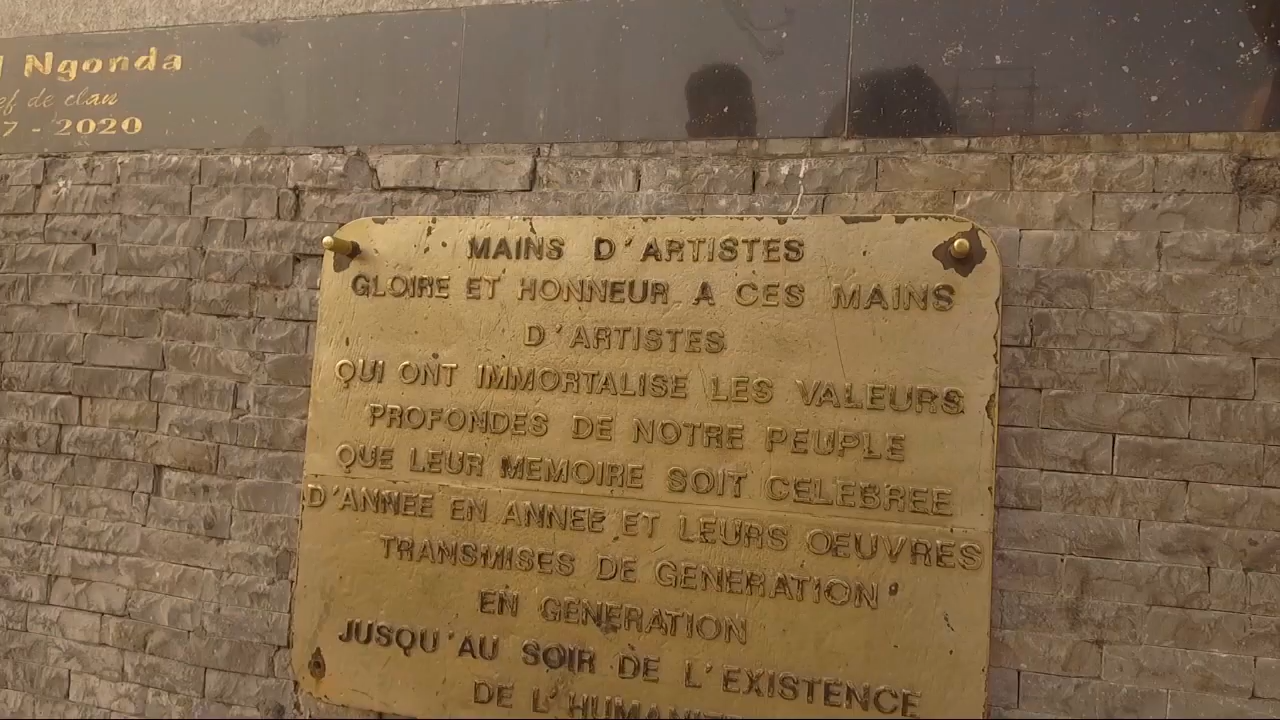 Ngonda
de clan
7 - 2020
MAINS D'ARTISTES
GLOIRE ET HONNEUR A CES MAINS
D'ARTISTES
QUI ONT IMMORTALISE LES VALEURS
PROFONDES DE NOTRE PEUPLE
QUE LEUR MEMOIRE SOIT CELEBREE
D'ANNEE EN ANNEE ET LEURS OEUVRES
TRANSMISES DE GENERATION
EN GENERATION
JUSQU'AU SOIR DE L'EXISTENCE
DE